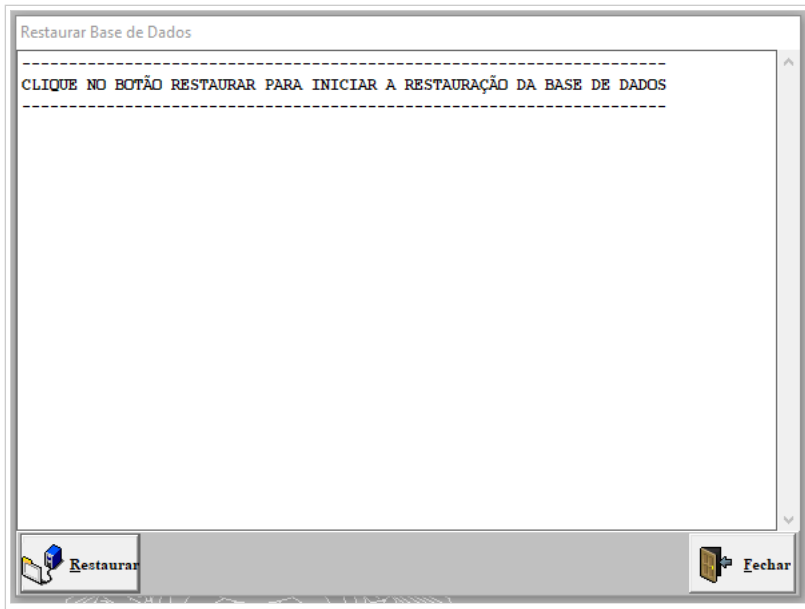 Restaurar Base de Dados
----------------------------------------------------------------------
CLIQUE NO BOTÃO RESTAURAR PARA INICIAR A RESTAURAÇÃO DA BASE DE DADOS
----------------------------------------------------------------------
Restaurar
Fechar